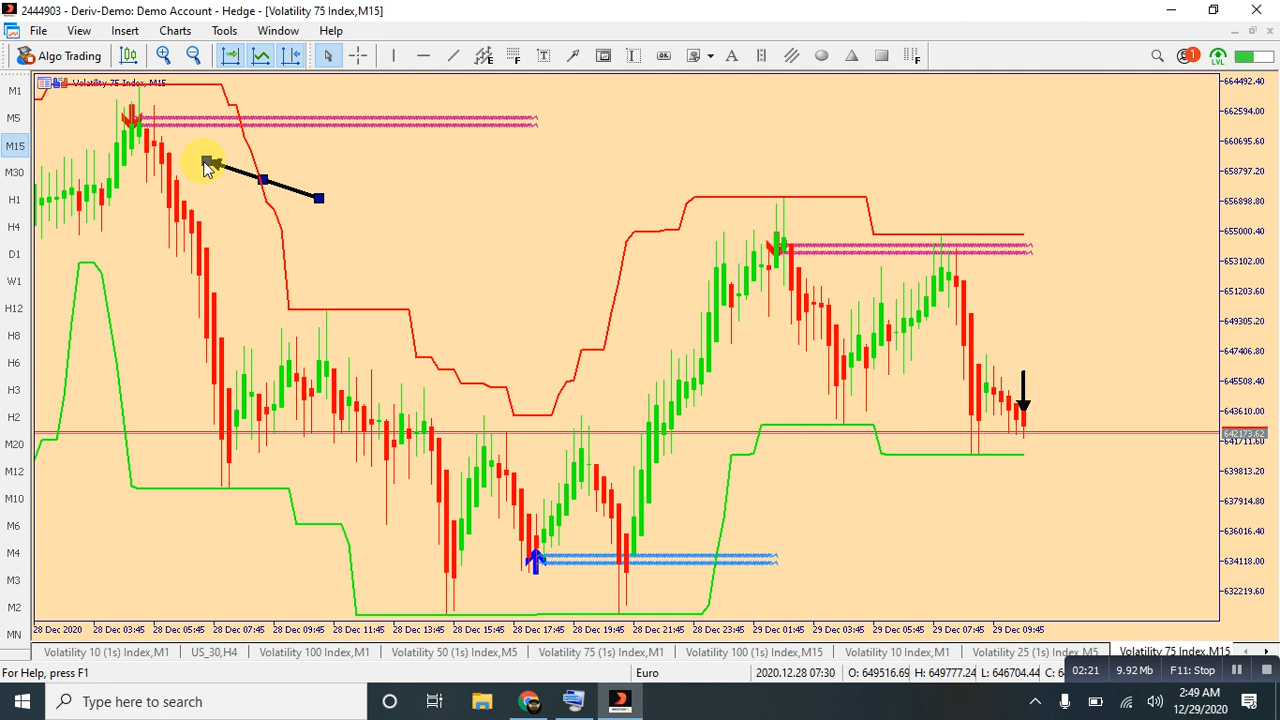 2444903 - Deriv-Demo: Demo Account - Hedge - [Volatility 75 Index,M15]
File View Insert Charts Tools Window Help
Algo Trading
1
LVL
Volatility 75 Index, M15
M1
M5
M15
M30
H1
H4
D1
W1
H12
H8
H6
H3
H2
M20
M12
M10
M6
M4
M3
M2
MN
664492.40
662594.00
660695.60
658797.20
656898.80
655000.40
653102.00
651203.60
649305.20
647406.80
645508.40
643610.00
642173.62
641711.60
639813.20
637914.80
636016.40
634118.00
632219.60
28 Dec 2020 28 Dec 03:45 28 Dec 05:45 28 Dec 07:45 28 Dec 09:45 28 Dec 11:45 28 Dec 13:45 28 Dec 15:45 28 Dec 17:45 28 Dec 19:45 28 Dec 21:45 28 Dec 23:45 29 Dec 01:45 29 Dec 03:45 29 Dec 05:45 29 Dec 07:45 29 Dec 09:45
Volatility 10 (1s) Index,M1 US_30,H4 Volatility 100 Index,M1 Volatility 50 (1s) Index,M5 Volatility 75 (1s) Index,M1 Volatility 100 (1s) Index,M15 Volatility 10 Index,M1 Volatility 25 (1s) Index,M5 Volatility 75 Index,M15
For Help, press F1 Euro 2020.12.28 07:30 O: 649516.69 H: 649777.24 L: 646704.44 C: 64
02:21 9.92 Mb F11: Stop
Type here to search
2:49 AM
12/29/2020